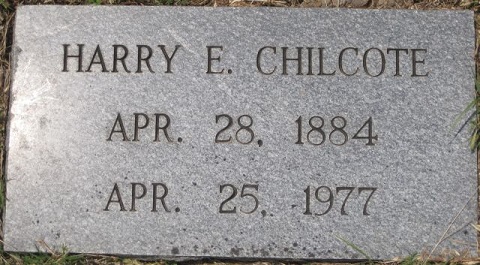 HARRY E. CHILCOTE
APR. 28, 1884
APR. 25, 1977